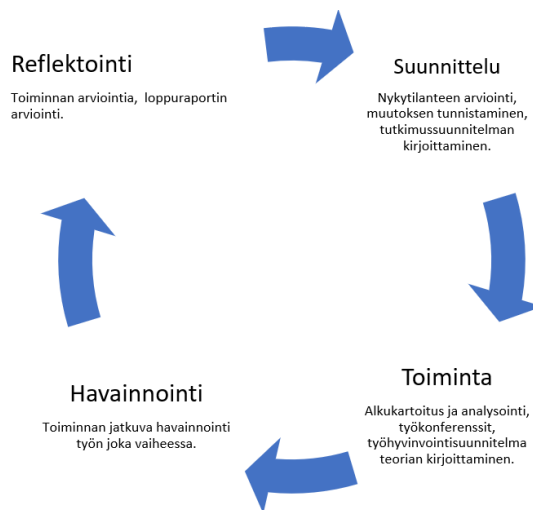 Reflektointi
Toiminnan arviointia, loppuraportin
arviointi.
Suunnittelu
Nykytilanteen arviointi,
muutoksen tunnistaminen,
tutkimussuunnitelman
kirjoittaminen.
Toiminta
Alkukartoitus ja analysointi,
työkonferenssit,
työhyvinvointisuunnitelma
teorian kirjoittaminen.
Havainnointi
Toiminnan jatkuva havainnointi
työn joka vaiheessa.